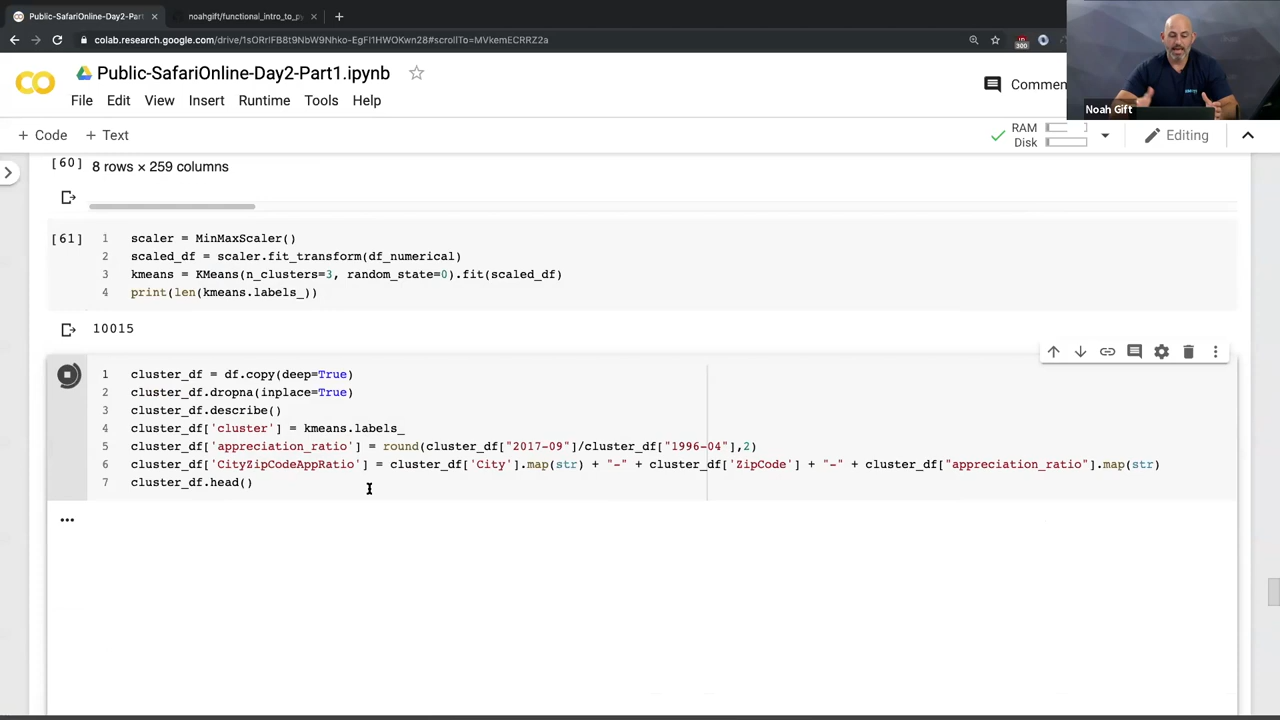 Public-SafariOnline-Day2-Part
noahgift/functional_intro_to_py
colab.research.google.com/drive/1sORrIFB8t9NbW9Nhko-EgFl1HWOKwn28#scrollTo=MVkemECRRZ2a
300
CO
Public-SafariOnline-Day2-Part1.ipynb
Commen
File Edit View Insert Runtime Tools Help
Noah Gift
+ Code + Text
RAM
Disk
Editing
[60] 8 rows × 259 columns
[61] 1 scaler = MinMaxScaler()
2 scaled_df = scaler.fit_transform(df_numerical)
3 kmeans = KMeans(n_clusters=3, random_state=0).fit(scaled_df)
4 print(len(kmeans.labels_))
10015
1 cluster_df = df.copy(deep=True)
2 cluster_df.dropna(inplace=True)
3 cluster_df.describe()
4 cluster_df['cluster'] = kmeans.labels_
5 cluster_df['appreciation_ratio'] = round(cluster_df["2017-09"]/cluster_df["1996-04"],2)
6 cluster_df['CityZipCodeAppRatio'] = cluster_df['City'].map(str) + "-" + cluster_df['ZipCode'] + "-" + cluster_df["appreciation_ratio"].map(str)
7 cluster_df.head()